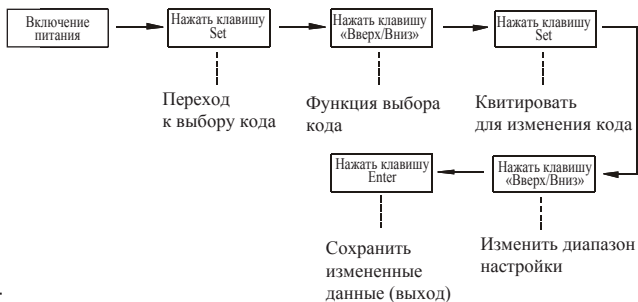 Включение
питания
Нажать клавишу
Set
Нажать клавишу
«Вверх/Вниз»
Нажать клавишу
Set
Переход
к выбору кода
Функция выбора
кода
Квитировать
для изменения кода
Нажать клавишу
Enter
Нажать клавишу
«Вверх/Вниз»
Сохранить
измененные
данные (выход)
Изменить диапазон
настройки